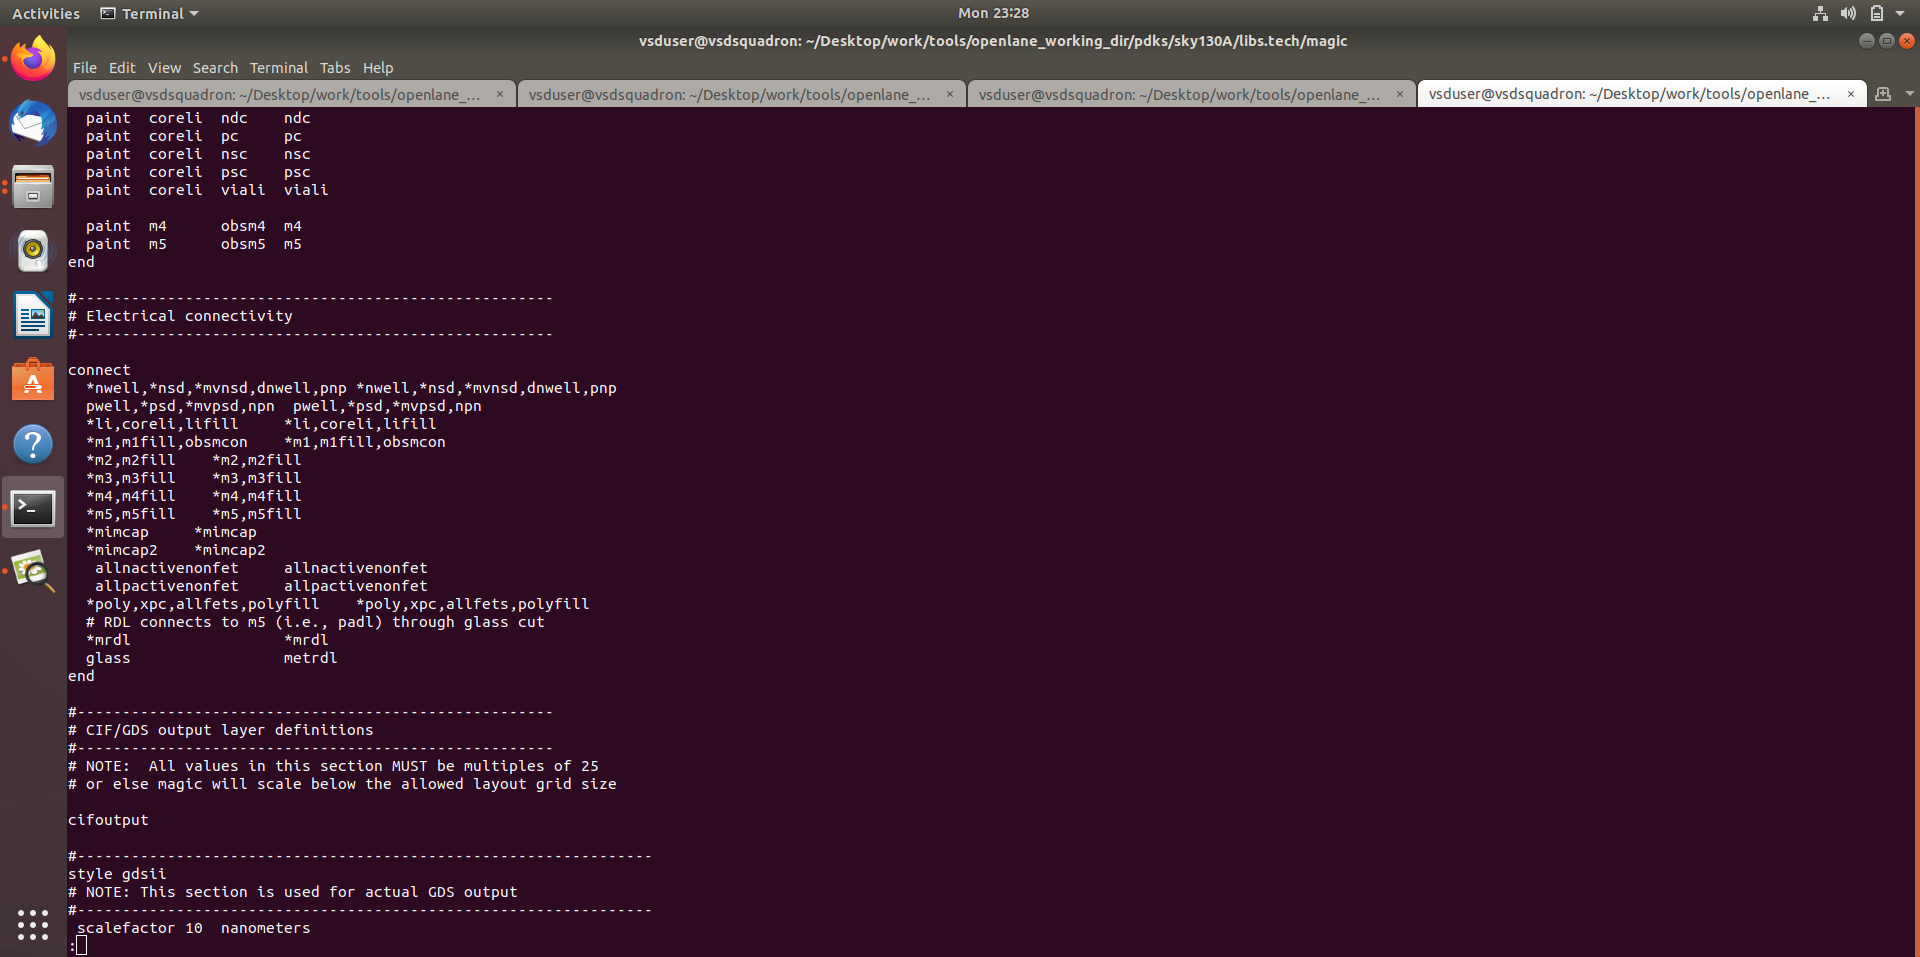 Activities
Terminal
Mon 23:28
vsduser@vsdsquadron: ~/Desktop/work/tools/openlane_working_dir/pdks/sky130A/libs.tech/magic
File Edit View Search Terminal Tabs Help
vsduser@vsdsquadron: ~/Desktop/work/tools/openlane_... ×
vsduser@vsdsquadron: ~/Desktop/work/tools/openlane_... ×
vsduser@vsdsquadron: ~/Desktop/work/tools/openlane_... ×
vsduser@vsdsquadron: ~/Desktop/work/tools/openlane_... ×
  paint  coreli  ndc    ndc
  paint  coreli  pc     pc
  paint  coreli  nsc    nsc
  paint  coreli  psc    psc
  paint  coreli  viali  viali
  paint  m4      obsm4  m4
  paint  m5      obsm5  m5
end
#-----------------------------------------------------
# Electrical connectivity
#-----------------------------------------------------
connect
  *nwell,*nsd,*mvnsd,dnwell,pnp *nwell,*nsd,*mvnsd,dnwell,pnp
  pwell,*psd,*mvpsd,npn  pwell,*psd,*mvpsd,npn
  *li,coreli,lifill     *li,coreli,lifill
  *m1,m1fill,obsmcon    *m1,m1fill,obsmcon
  *m2,m2fill    *m2,m2fill
  *m3,m3fill    *m3,m3fill
  *m4,m4fill    *m4,m4fill
  *m5,m5fill    *m5,m5fill
  *mimcap     *mimcap
  *mimcap2    *mimcap2
   allnactivenonfet     allnactivenonfet
   allpactivenonfet     allpactivenonfet
  *poly,xpc,allfets,polyfill    *poly,xpc,allfets,polyfill
  # RDL connects to m5 (i.e., padl) through glass cut
  *mrdl                 *mrdl
  glass                 metrdl
end
#-----------------------------------------------------
# CIF/GDS output layer definitions
#-----------------------------------------------------
# NOTE:  All values in this section MUST be multiples of 25
# or else magic will scale below the allowed layout grid size
cifoutput
#----------------------------------------------------------------
style gdsii
# NOTE: This section is used for actual GDS output
#----------------------------------------------------------------
 scalefactor 10  nanometers
: